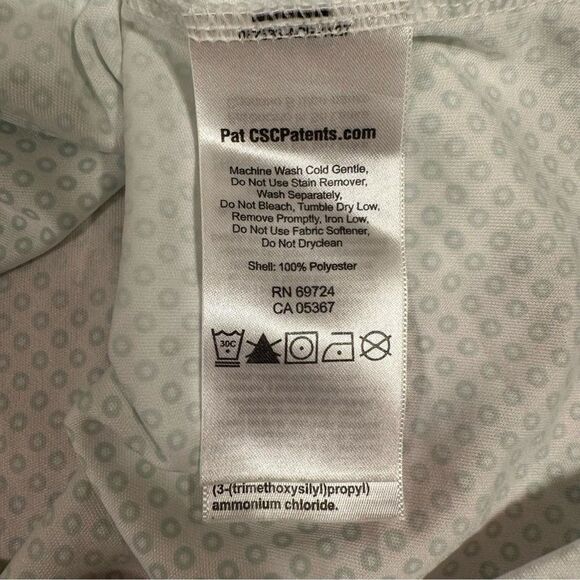 Pat CSCPatents.com
Machine Wash Cold Gentle,
Do Not Use Stain Remover,
Wash Separately,
Do Not Bleach, Tumble Dry Low,
Remove Promptly, Iron Low,
Do Not Use Fabric Softener,
Do Not Dryclean
Shell: 100% Polyester
RN 69724
CA 05367
30C
(3-(trimethoxysilyl)propyl)
ammonium chloride.